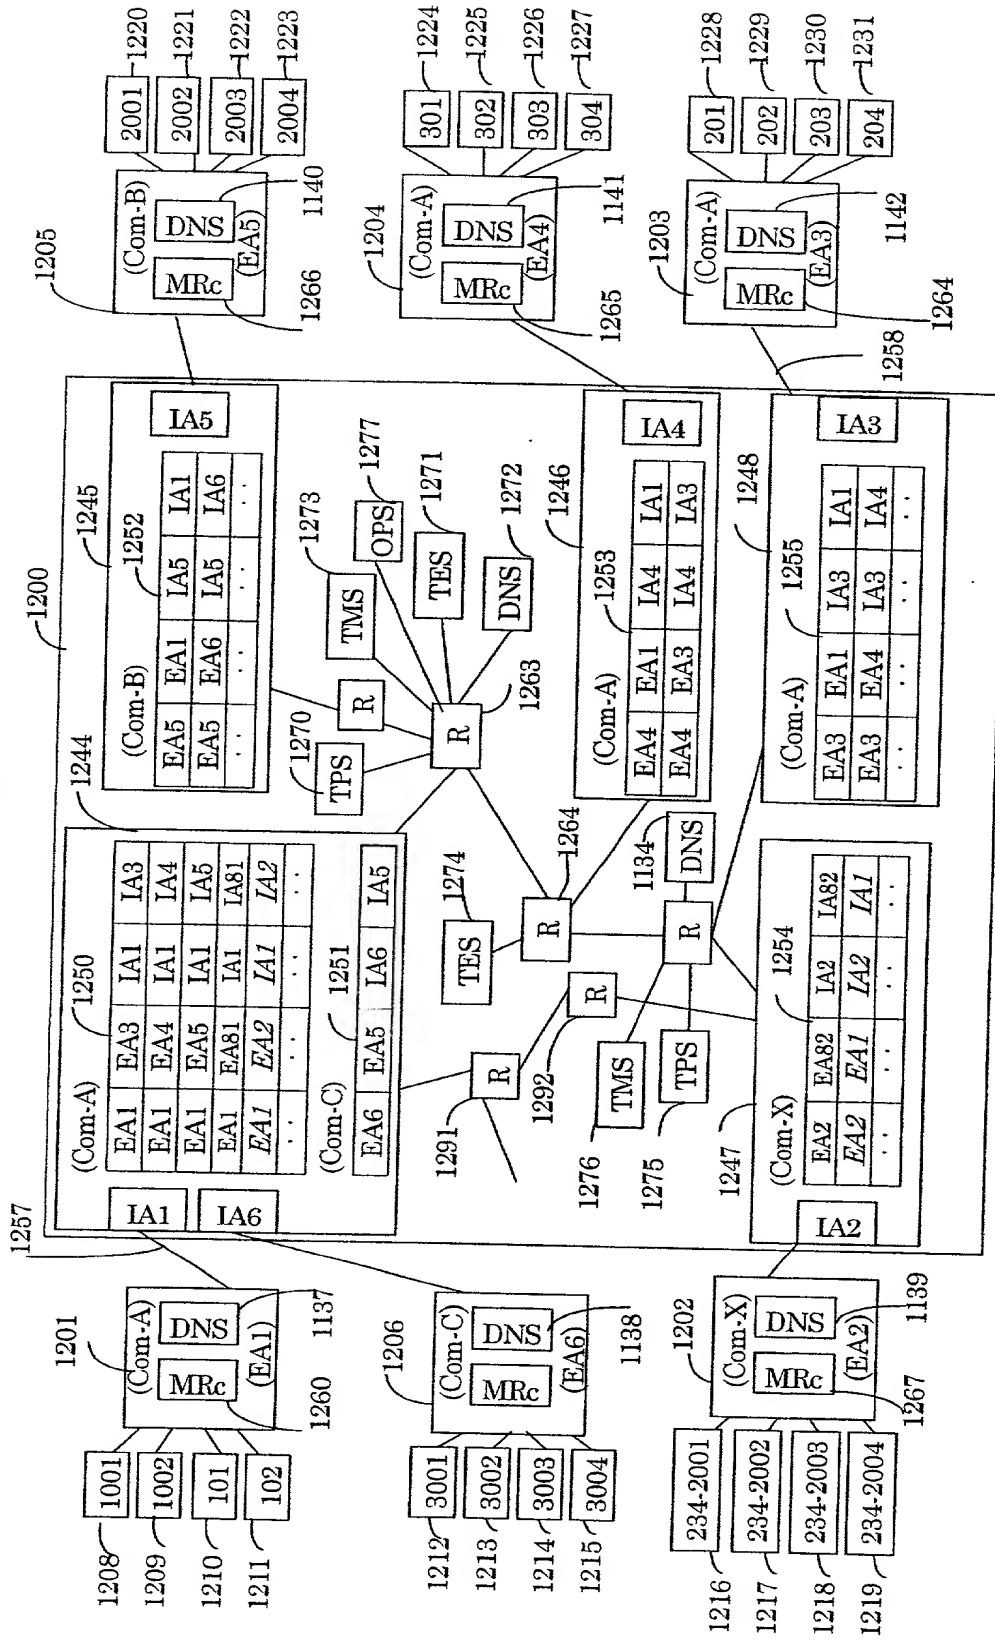 1208 1001
1209 1002
1210 101
1211 102
1201
(Com-A)
MRc DNS
(EA1)
1260 1137
1257
1212 3001
1213 3002
1214 3003
1215 3004
1206
(Com-C)
MRc DNS
(EA6)
1138
1216 234-2001
1217 234-2002
1218 234-2003
1219 234-2004
1202
(Com-X)
MRc DNS
(EA2)
1267 1139
1200
1244
IA1
IA6
(Com-A) 1250
EA1 EA3 IA1 IA3
EA1 EA4 IA1 IA4
EA1 EA5 IA1 IA5
EA1 EA81 IA1 IA81
EA1 EA2 IA1 IA2
. . . . . . . .
(Com-C) 1251
EA6 EA5 IA6 IA5
1245
(Com-B) 1252
IA5
EA5 EA1 IA5 IA1
EA5 EA6 IA5 IA6
. . . . . . . .
1270 TPS
R
1273 TMS
OPS 1277
TES 1271
DNS 1272
R 1263
1274 TES
R 1264
1291 R
1292 R
R
1134 DNS
1276 TMS
1275 TPS
1246
(Com-A) 1253
IA4
EA4 EA1 IA4 IA1
EA4 EA3 IA4 IA3
1247
(Com-X) 1254
IA2
EA2 EA82 IA2 IA82
EA2 EA1 IA2 IA1
. . . . . . . .
1248
(Com-A) 1255
IA3
EA3 EA1 IA3 IA1
EA3 EA4 IA3 IA4
. . . . . . . .
1258
1205
(Com-B)
MRc DNS
(EA5)
1266 1140
2001 1220
2002 1221
2003 1222
2004 1223
1204
(Com-A)
MRc DNS
(EA4)
1265 1141
301 1224
302 1225
303 1226
304 1227
1203
(Com-A)
MRc DNS
(EA3)
1264 1142
201 1228
202 1229
203 1230
204 1231